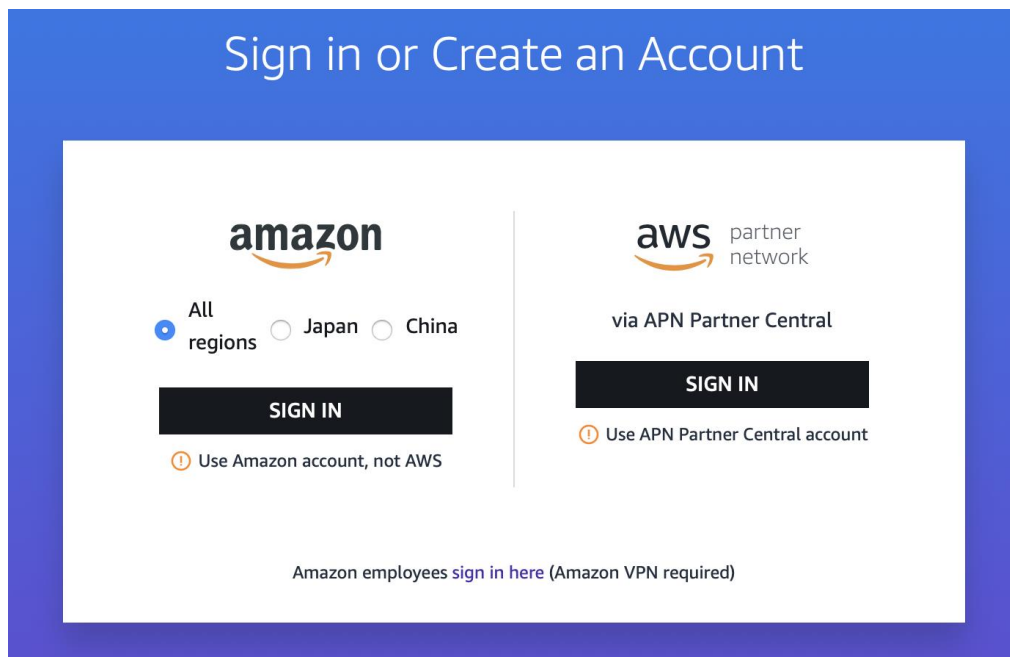 Sign in or Create an Account
amazon
All
regions
Japan
China
SIGN IN
! Use Amazon account, not AWS
aws partner
network
via APN Partner Central
SIGN IN
! Use APN Partner Central account
Amazon employees sign in here (Amazon VPN required)